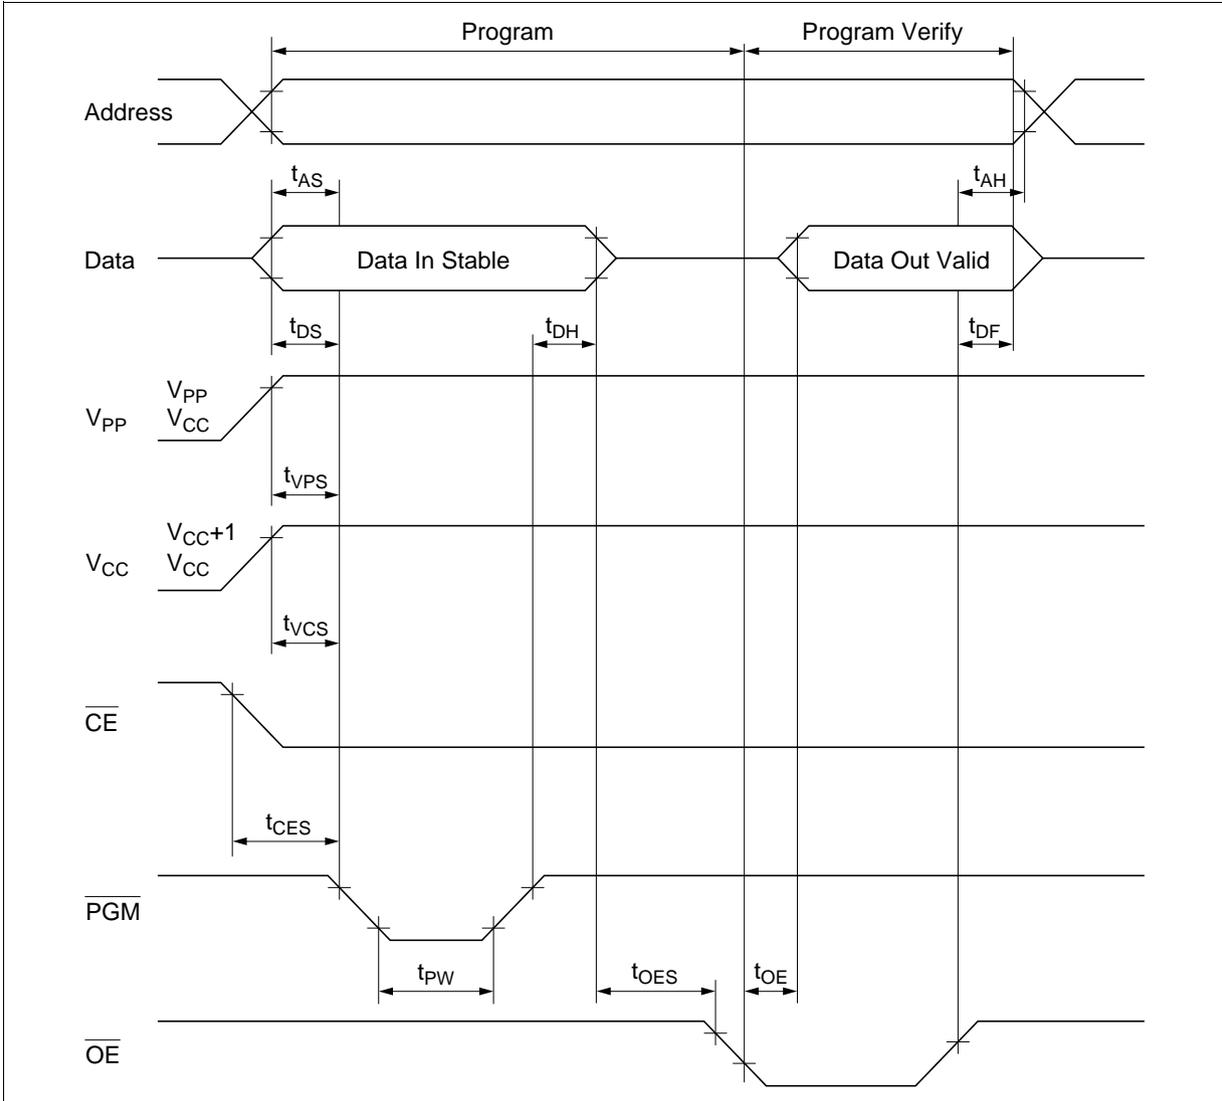 Program Program Verify
Address
tAS tAH
Data Data In Stable Data Out Valid
tDS tDH tDF
VPP
VPP VCC
tVPS
VCC+1
VCC VCC
tVCS
CE
tCES
PGM
tPW tOES tOE
OE